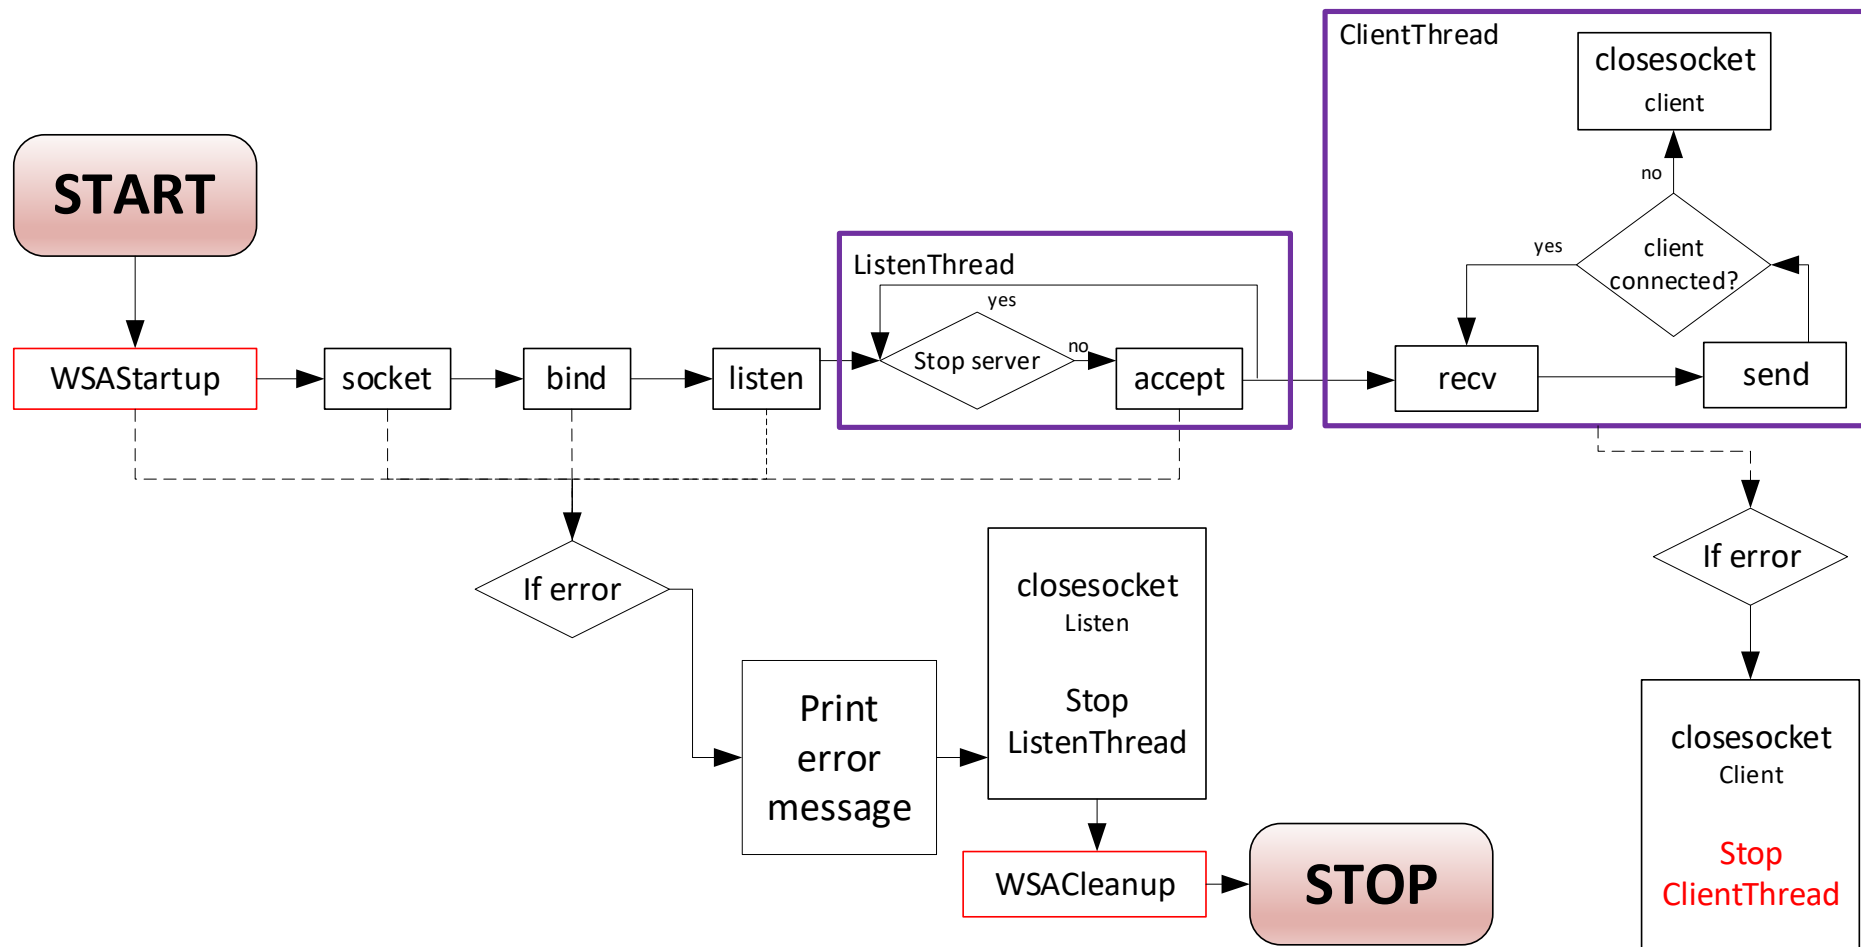 ClientThread
closesocket
client
START
no
yes
client
connected?
ListenThread
yes
Stop server
no
WSAStartup
socket
bind
listen
accept
recv
send
If error
If error
closesocket
Listen
Stop
ListenThread
Print
error
message
closesocket
Client
Stop
ClientThread
WSACleanup
STOP